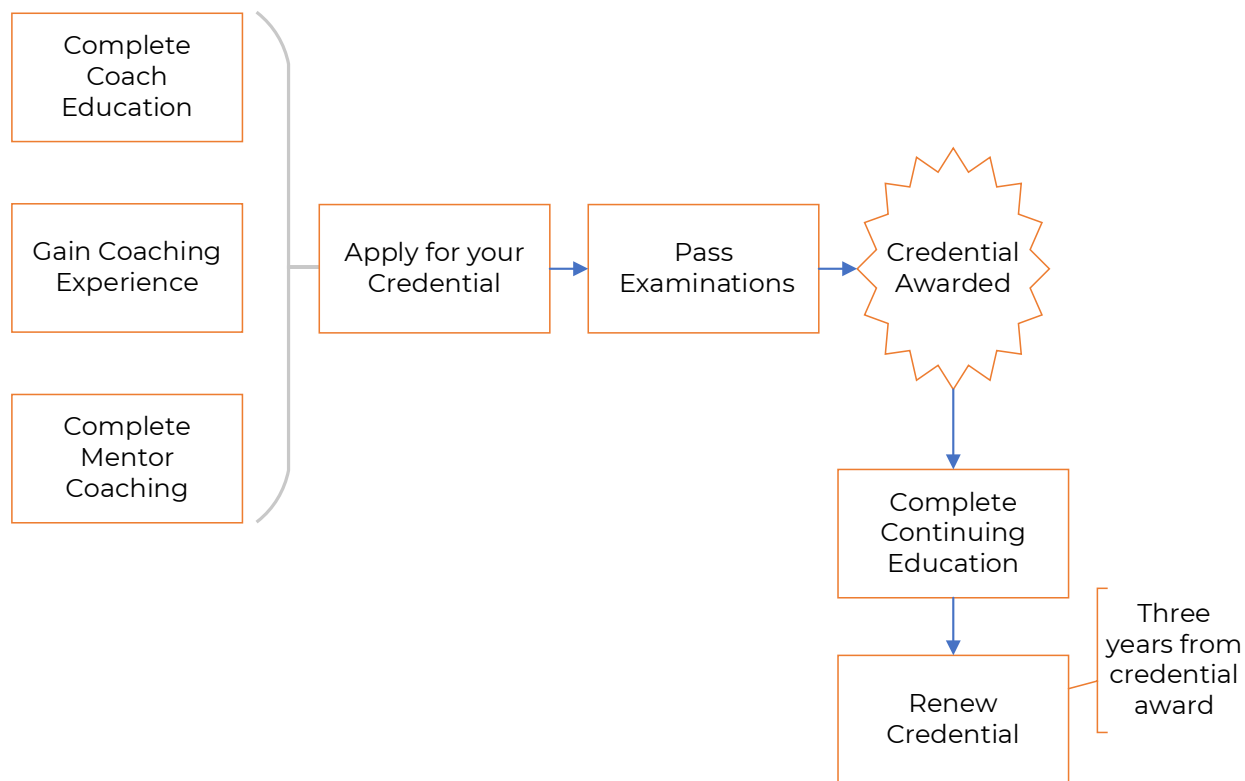 Complete
Coach
Education
Gain Coaching
Experience
Complete
Mentor
Coaching
Apply for your
Credential
Pass
Examinations
Credential
Awarded
Complete
Continuing
Education
Renew
Credential
Three
years from
credential
award